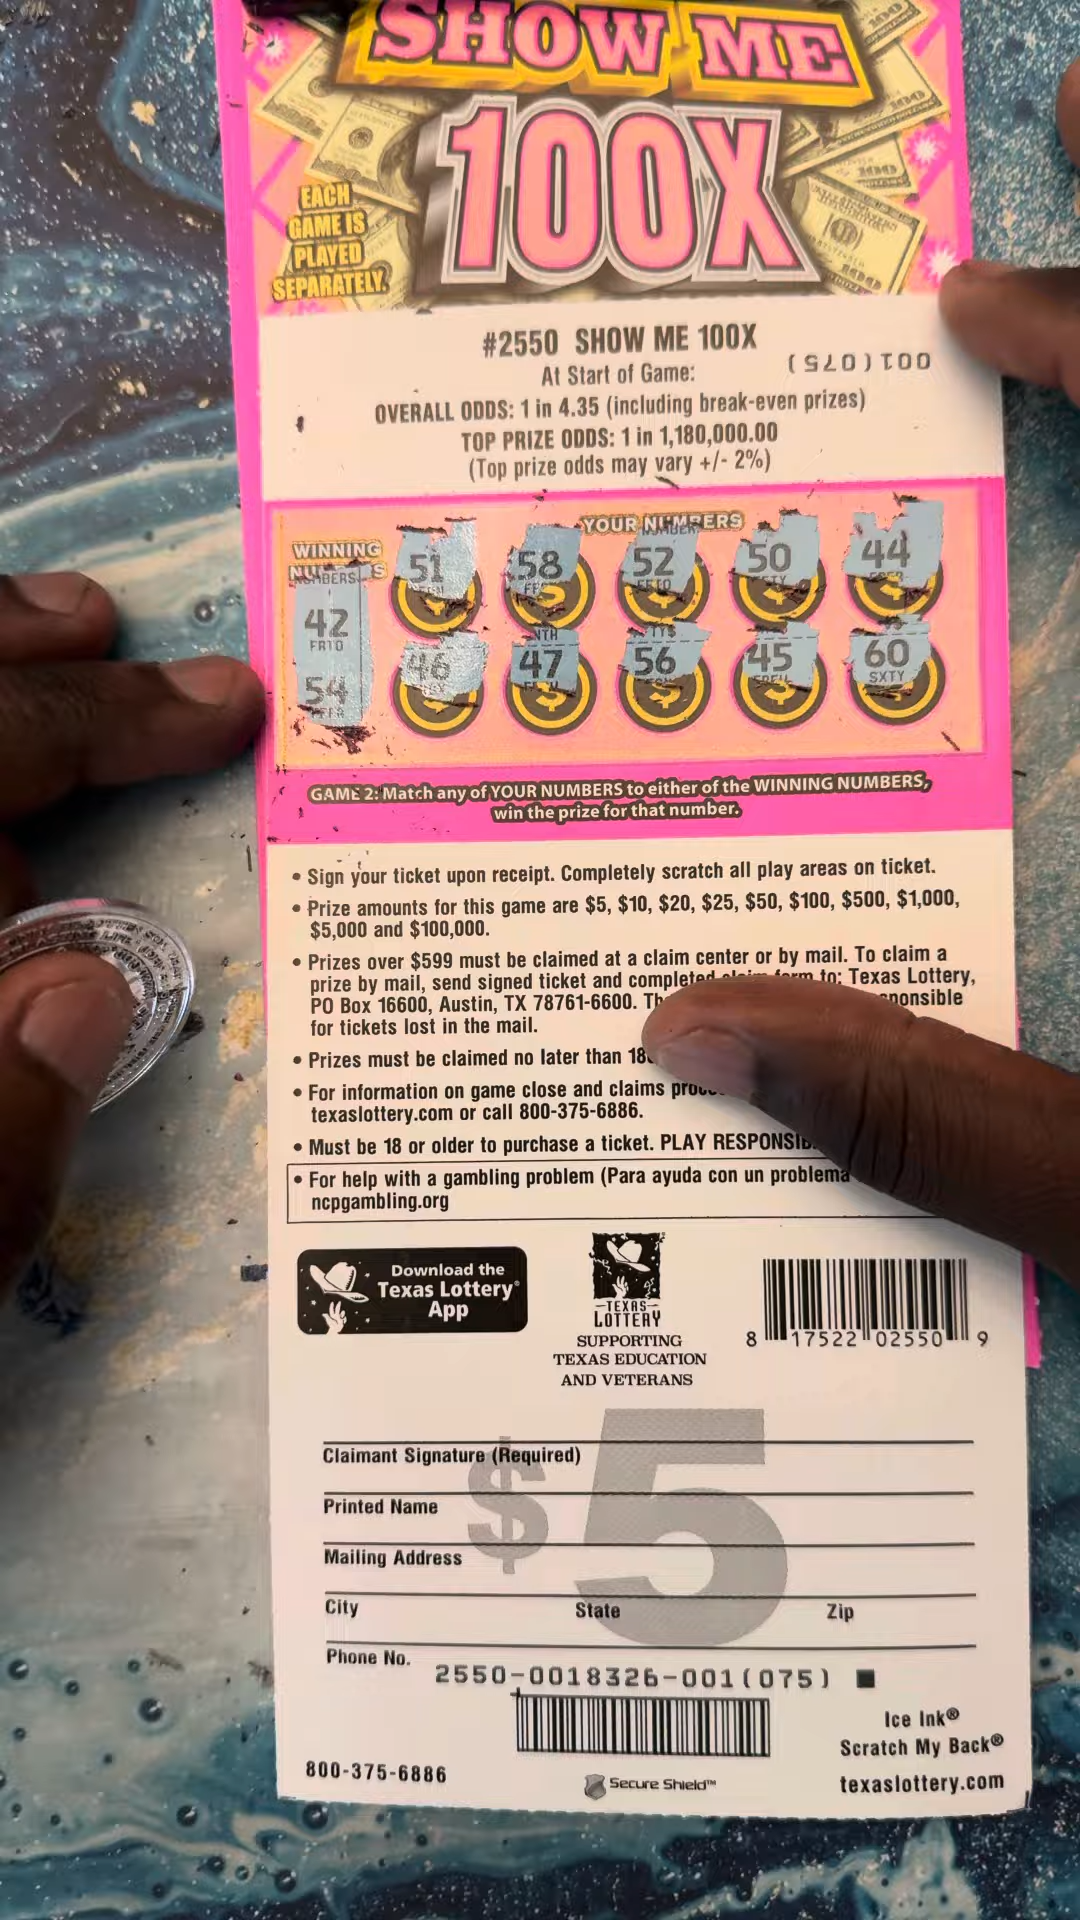 SHOW ME
100X
EACH
GAME IS
PLAYED
SEPARATELY.
#2550 SHOW ME 100X
001(075)
At Start of Game:
OVERALL ODDS: 1 in 4.35 (including break-even prizes)
TOP PRIZE ODDS: 1 in 1,180,000.00
(Top prize odds may vary +/- 2%)
YOUR NUMBERS
WINNING
NUMBERS
51 58 52 50 44
42
FRTO
46 47 56 45 60
SXTY
54
GAME 2: Match any of YOUR NUMBERS to either of the WINNING NUMBERS,
win the prize for that number.
• Sign your ticket upon receipt. Completely scratch all play areas on ticket.
• Prize amounts for this game are $5, $10, $20, $25, $50, $100, $500, $1,000,
$5,000 and $100,000.
• Prizes over $599 must be claimed at a claim center or by mail. To claim a
prize by mail, send signed ticket and completed claim form to: Texas Lottery,
PO Box 16600, Austin, TX 78761-6600.
for tickets lost in the mail.
• Prizes must be claimed no later than
• For information on game close and claims
texaslottery.com or call 800-375-6886.
• Must be 18 or older to purchase a ticket. PLAY
• For help with a gambling problem (Para ayuda con un problema
ncpgambling.org
Download the
Texas Lottery®
App
TEXAS
LOTTERY
SUPPORTING
TEXAS EDUCATION
AND VETERANS
8 17522 02550 9
$5
Claimant Signature (Required)
Printed Name
Mailing Address
City State Zip
Phone No.
2550-0018326-001(075)
Ice Ink®
Scratch My Back®
800-375-6886
Secure Shield™
texaslottery.com